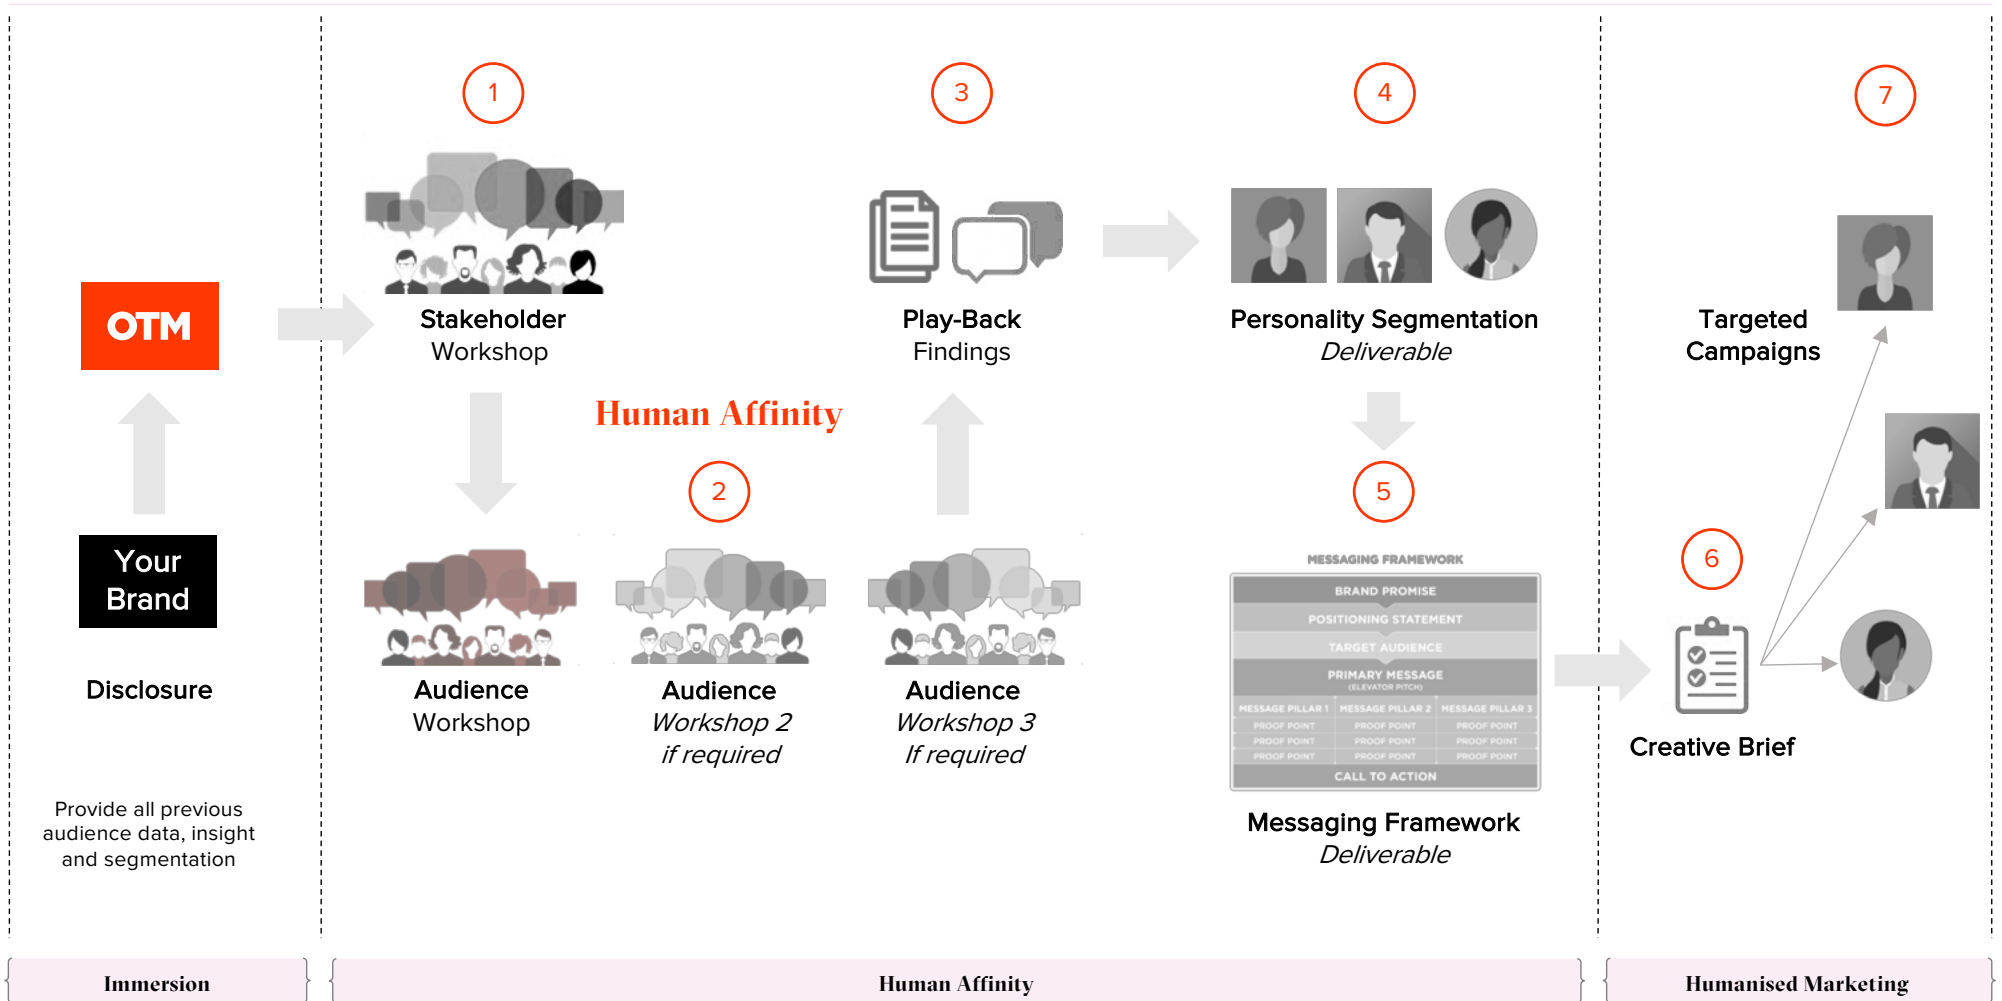 OTM
Your
Brand
Disclosure
Provide all previous
audience data, insight
and segmentation
1
Stakeholder
Workshop
Human Affinity
Audience
Workshop
2
Audience
Workshop 2
if required
Audience
Workshop 3
If required
3
Play-Back
Findings
4
Personality Segmentation
Deliverable
5
MESSAGING FRAMEWORK
BRAND PROMISE
POSITIONING STATEMENT
TARGET AUDIENCE
PRIMARY MESSAGE
(ELEVATOR PITCH)
MESSAGE PILLAR 1 MESSAGE PILLAR 2 MESSAGE PILLAR 3
PROOF POINT PROOF POINT PROOF POINT
PROOF POINT PROOF POINT PROOF POINT
PROOF POINT PROOF POINT PROOF POINT
CALL TO ACTION
Messaging Framework
Deliverable
6
Creative Brief
7
Targeted
Campaigns
Immersion
Human Affinity
Humanised Marketing